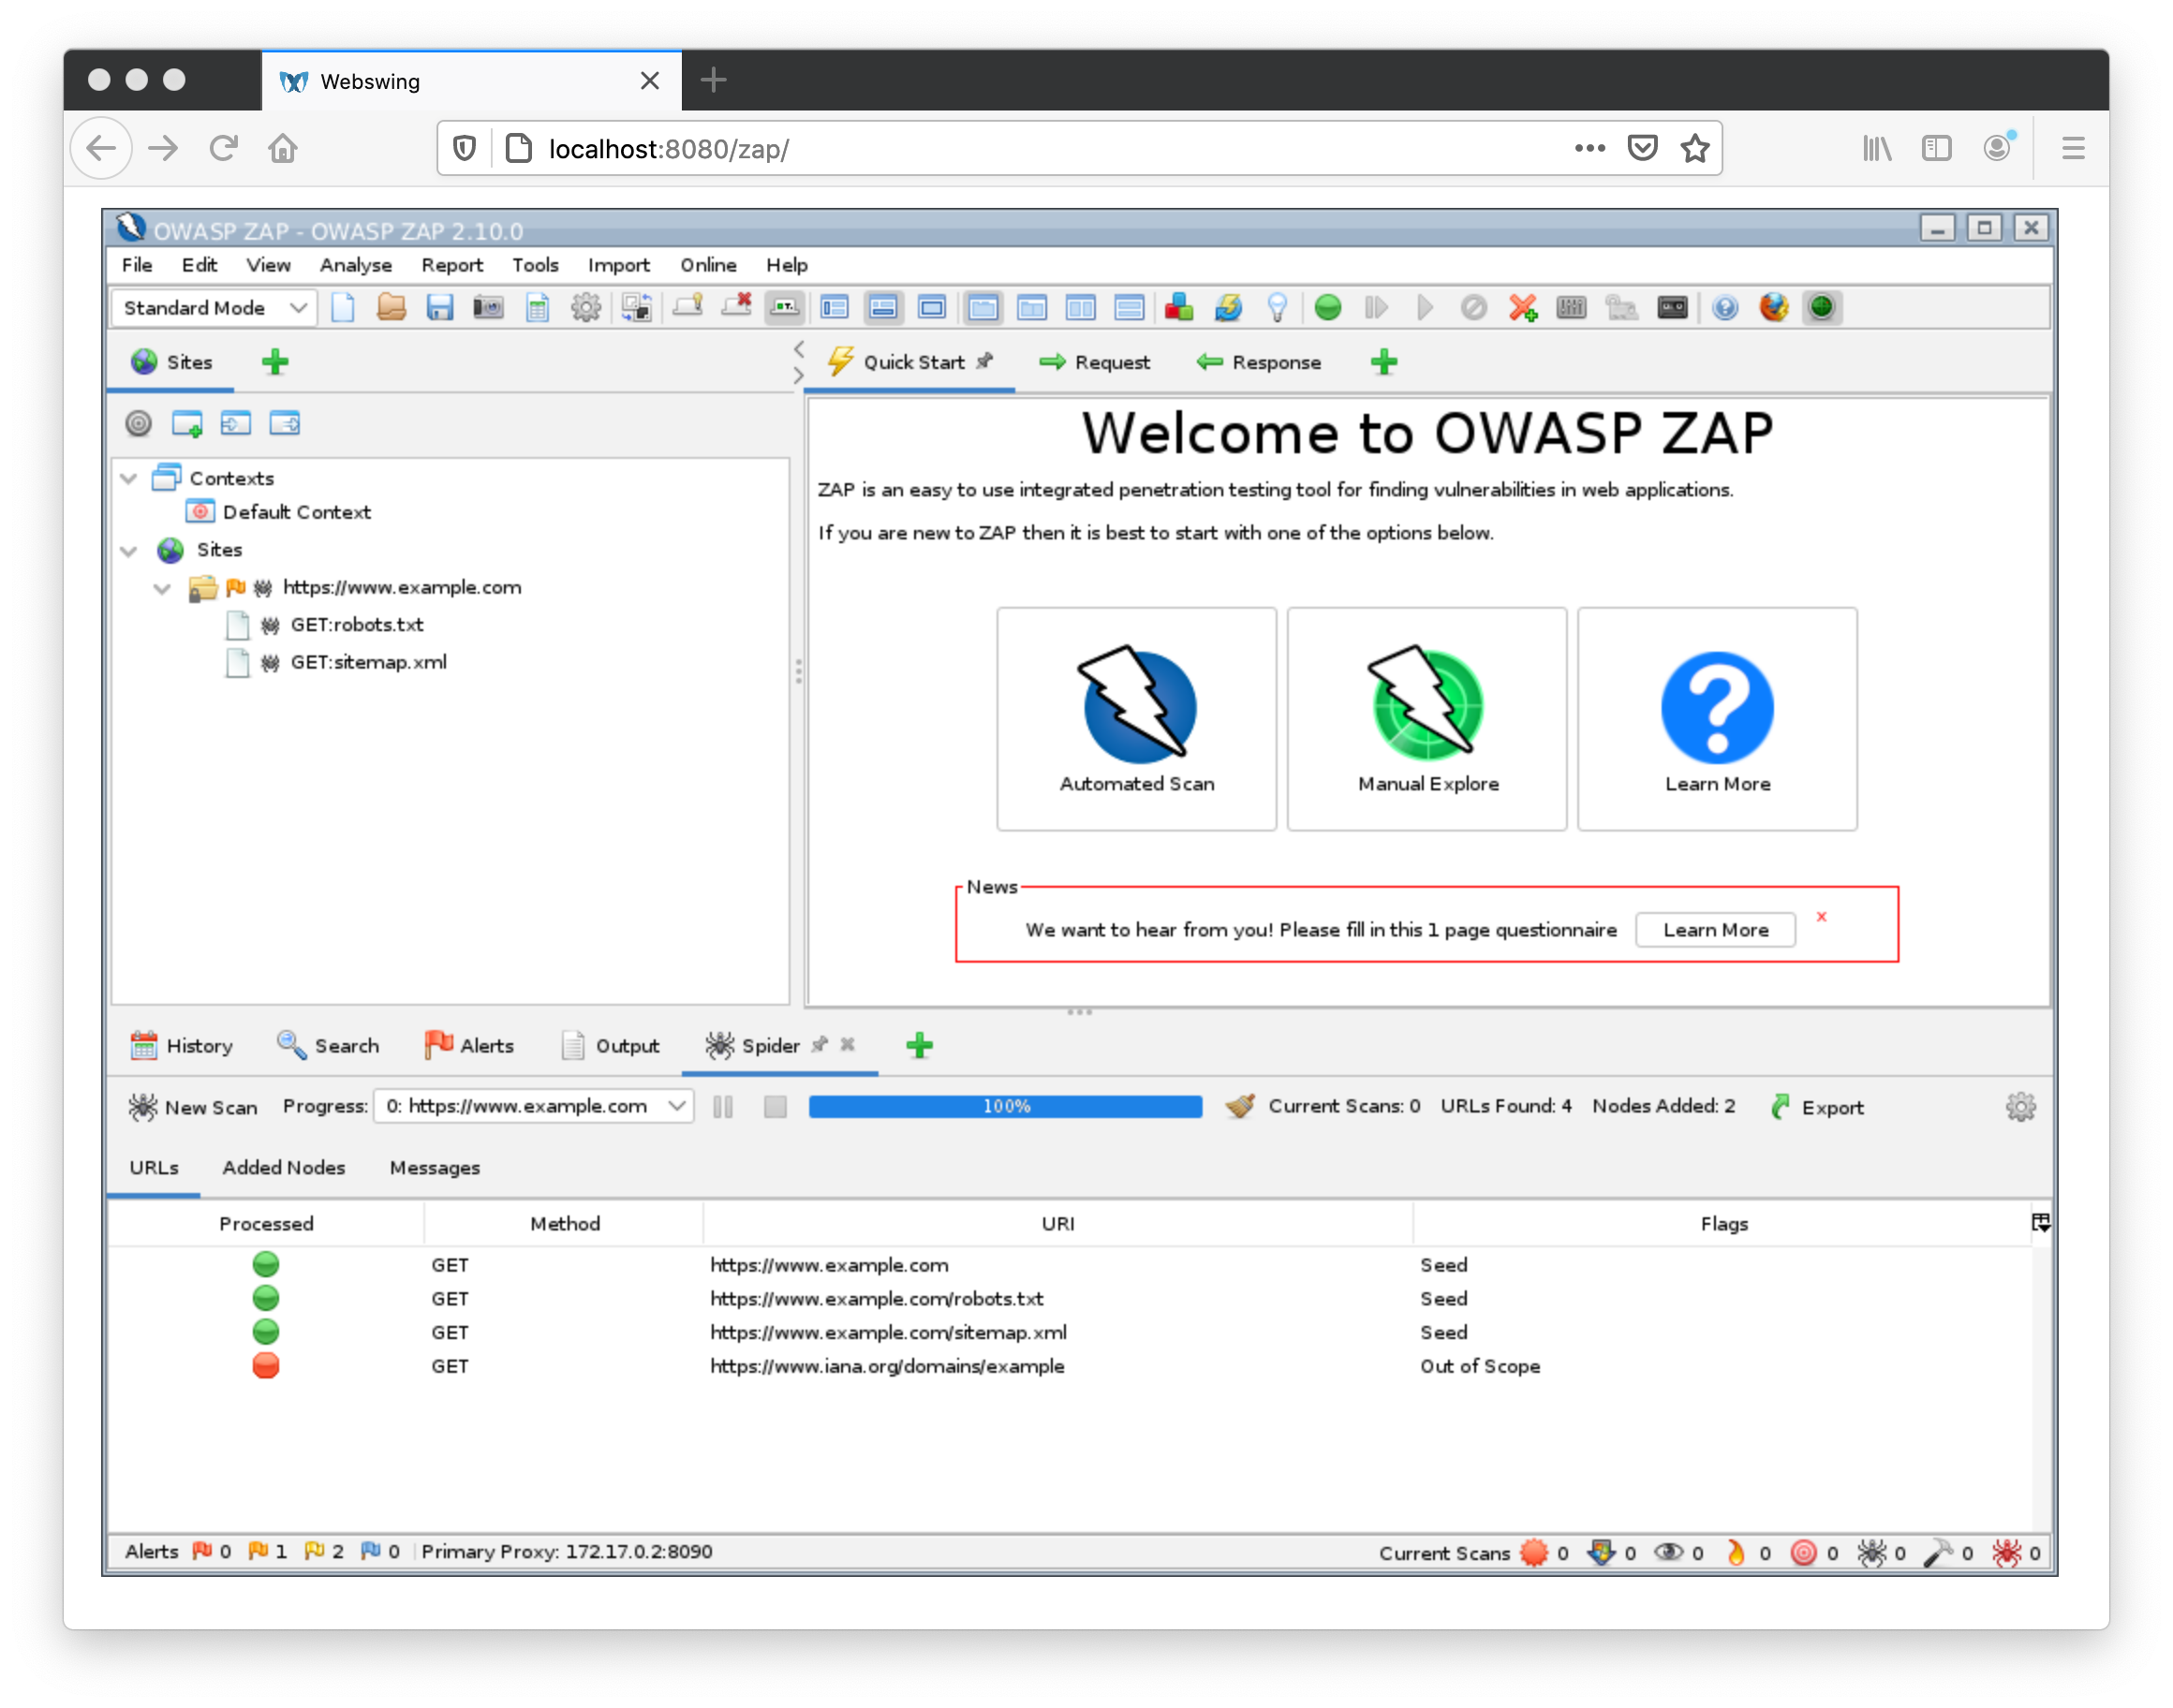 Webswing
localhost:8080/zap/
OWASP ZAP - OWASP ZAP 2.10.0
File Edit View Analyse Report Tools Import Online Help
Standard Mode
Sites
Quick Start Request Response
Welcome to OWASP ZAP
ZAP is an easy to use integrated penetration testing tool for finding vulnerabilities in web applications.
If you are new to ZAP then it is best to start with one of the options below.
Contexts
Default Context
Sites
https://www.example.com
GET:robots.txt
GET:sitemap.xml
Automated Scan Manual Explore Learn More
News
We want to hear from you! Please fill in this 1 page questionnaire Learn More x
History Search Alerts Output Spider
New Scan Progress: 0: https://www.example.com 100% Current Scans: 0 URLs Found: 4 Nodes Added: 2 Export
URLs Added Nodes Messages
Processed Method URI Flags
GET https://www.example.com Seed
GET https://www.example.com/robots.txt Seed
GET https://www.example.com/sitemap.xml Seed
GET https://www.iana.org/domains/example Out of Scope
Alerts 0 1 2 0 Primary Proxy: 172.17.0.2:8090 Current Scans 0 0 0 0 0 0 0 0